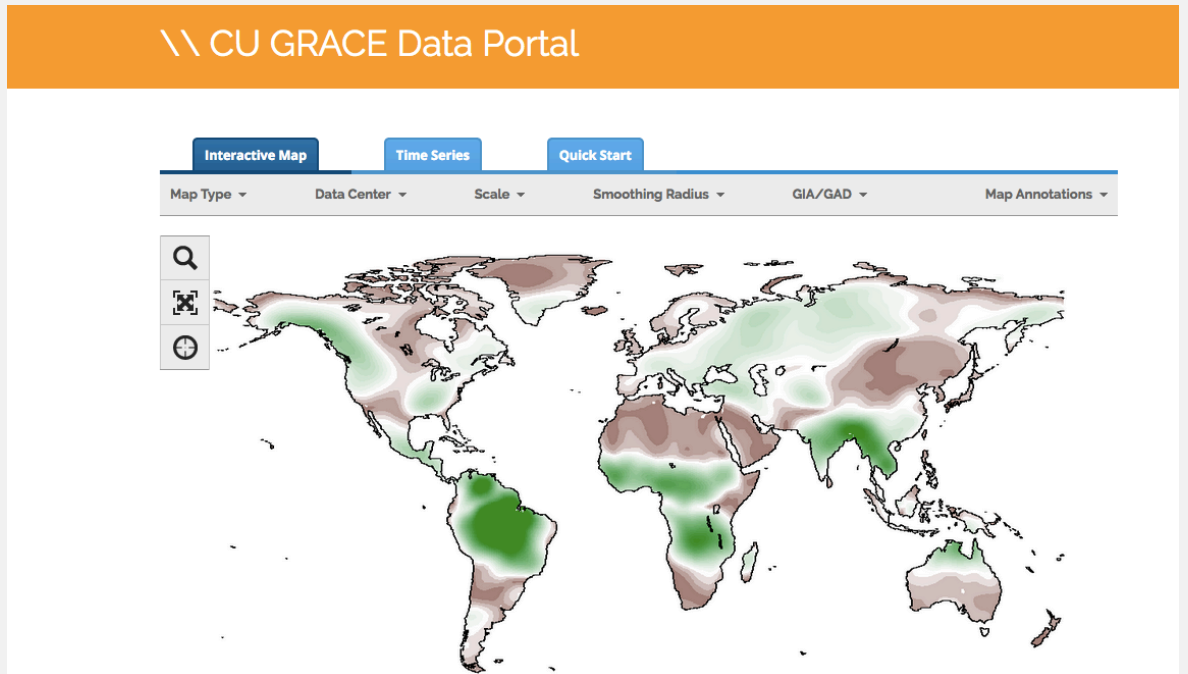 \\ CU GRACE Data Portal
Interactive Map Time Series Quick Start
Map Type Data Center Scale Smoothing Radius GIA/GAD Map Annotations